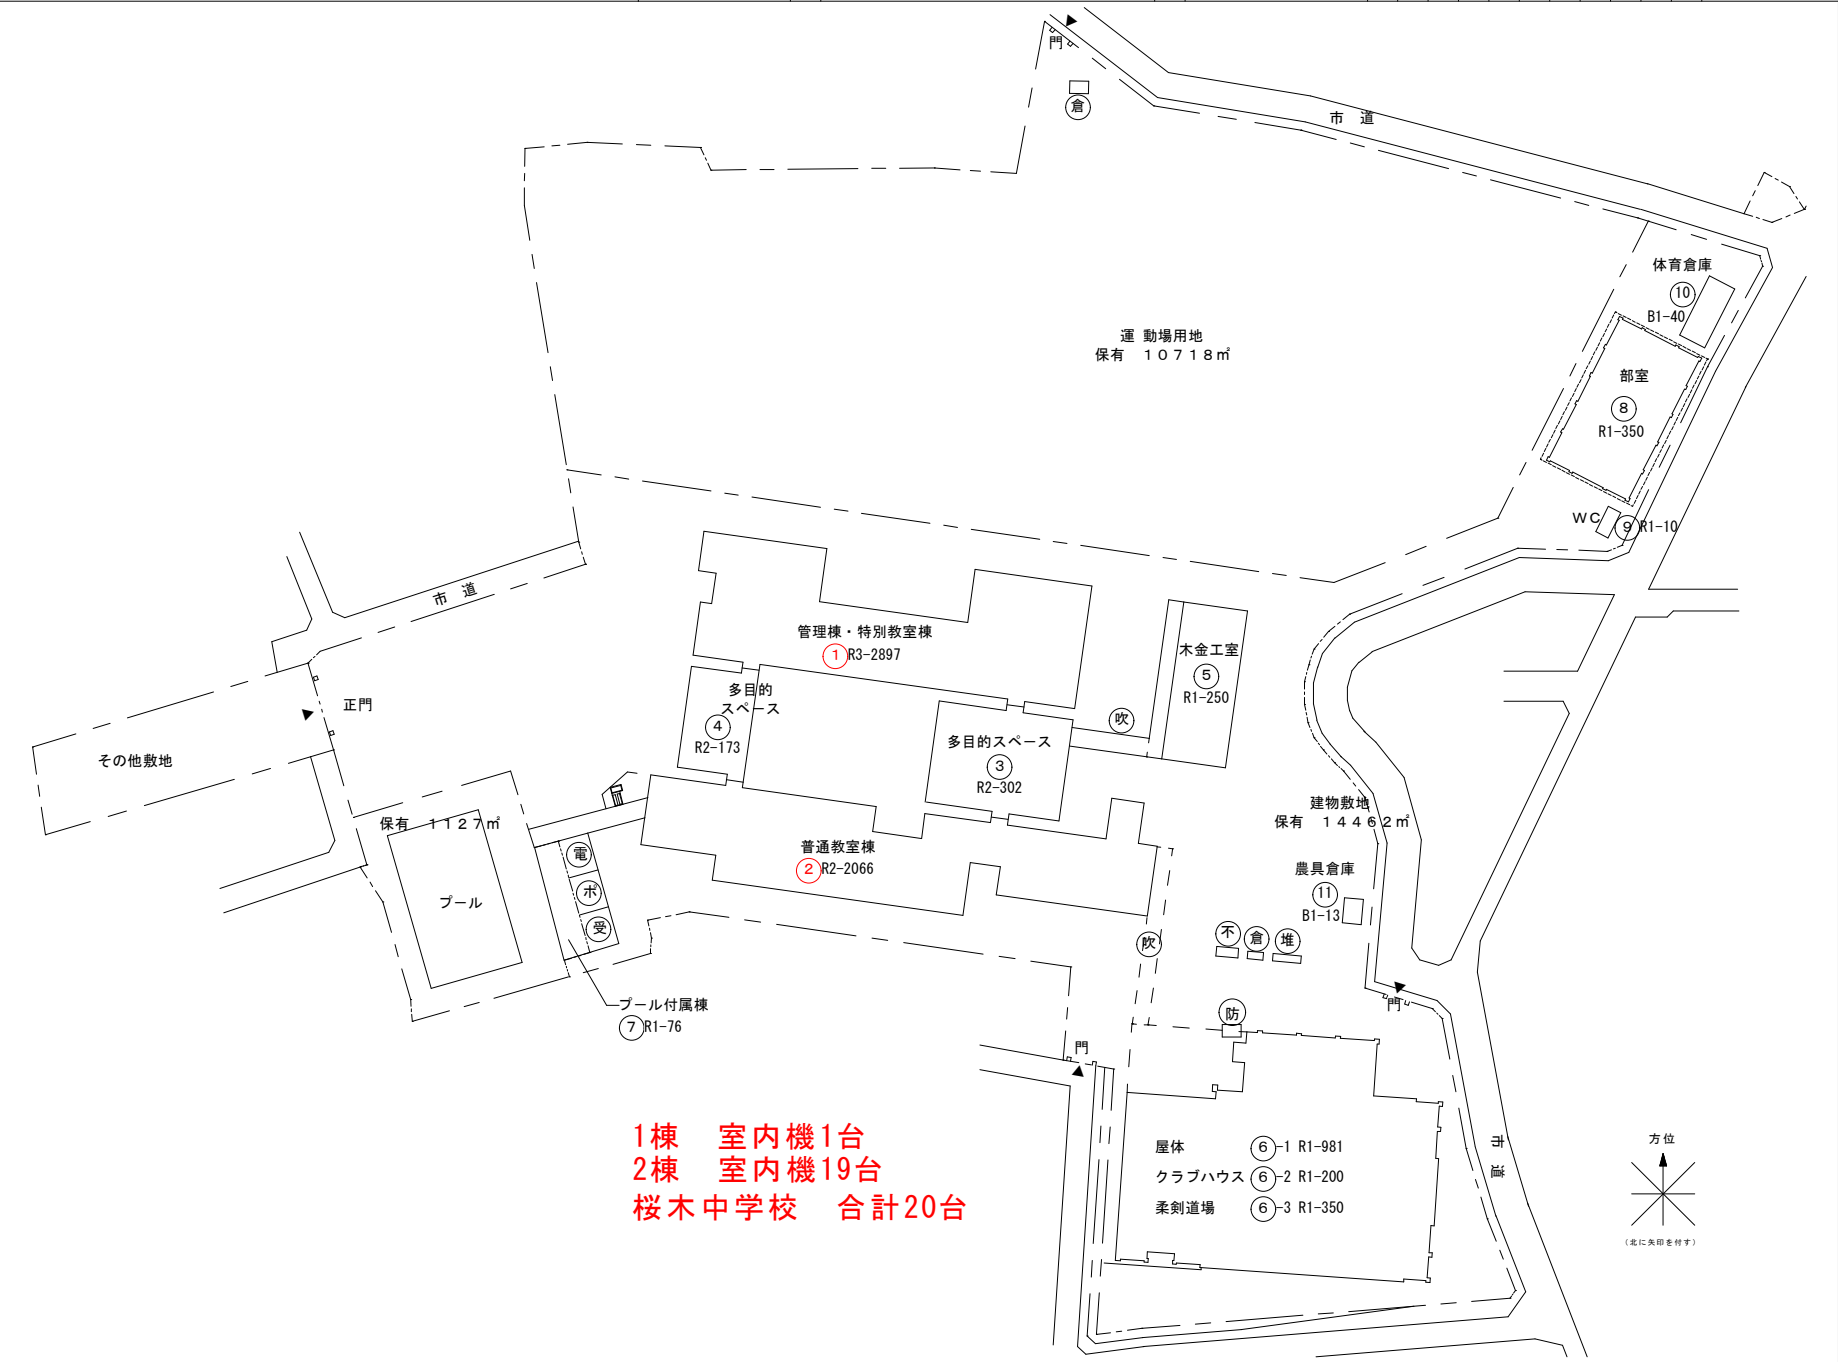 門
倉
市 道
体育倉庫
10
B1-40
運 動場用地
保有 10718㎡
部室
8
R1-350
WC
9 R1-10
市 道
管理棟・特別教室棟
1 R3-2897
木金工室
5
R1-250
多目的
スペース
4
R2-173
正門
吹
多目的スペース
3
R2-302
その他敷地
建物敷地
保有 14462㎡
保有 1127㎡
普通教室棟
2 R2-2066
電
ポ
受
プール
農具倉庫
11
B1-13
不
倉
堆
吹
プール付属棟
7 R1-76
門
防
門
1棟 室内機1台
2棟 室内機19台
桜木中学校 合計20台
屋体 6-1 R1-981
クラブハウス 6-2 R1-200
柔剣道場 6-3 R1-350
市 道
方位
(北に矢印を付す)